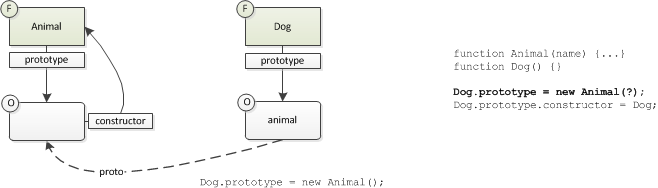 F
Animal
prototype
O
constructor
F
Dog
prototype
O
animal
proto
Dog.prototype = new Animal();
function Animal(name) {...}
function Dog() {}
Dog.prototype = new Animal(?);
Dog.prototype.constructor = Dog;